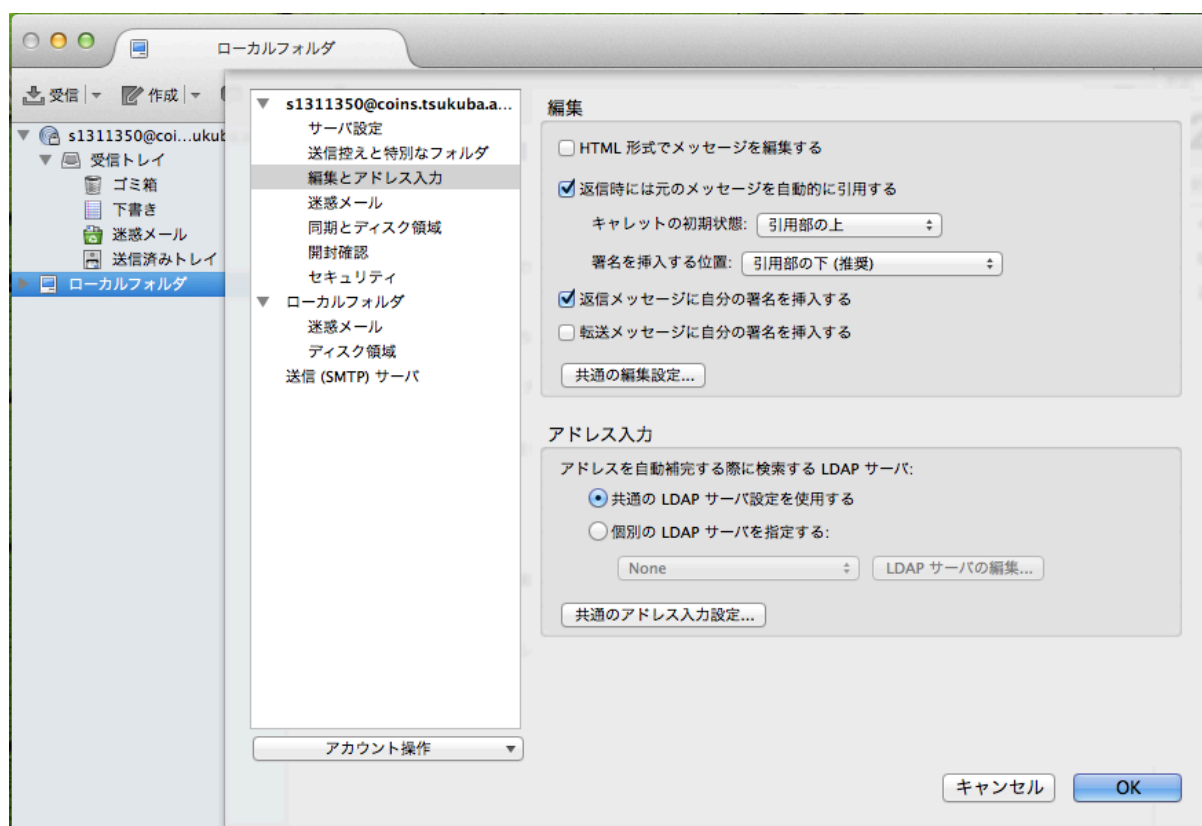 ローカルフォルダ
受信
作成
s1311350@coi...ukub
受信トレイ
ゴミ箱
下書き
迷惑メール
送信済みトレイ
ローカルフォルダ
s1311350@coins.tsukuba.a...
サーバ設定
送信控えと特別なフォルダ
編集とアドレス入力
迷惑メール
同期とディスク領域
開封確認
セキュリティ
ローカルフォルダ
迷惑メール
ディスク領域
送信 (SMTP) サーバ
アカウント操作
編集
HTML 形式でメッセージを編集する
返信時には元のメッセージを自動的に引用する
キャレットの初期状態: 引用部の上
署名を挿入する位置: 引用部の下 (推奨)
返信メッセージに自分の署名を挿入する
転送メッセージに自分の署名を挿入する
共通の編集設定...
アドレス入力
アドレスを自動補完する際に検索する LDAP サーバ:
共通の LDAP サーバ設定を使用する
個別の LDAP サーバを指定する:
None LDAP サーバの編集...
共通のアドレス入力設定...
キャンセル OK